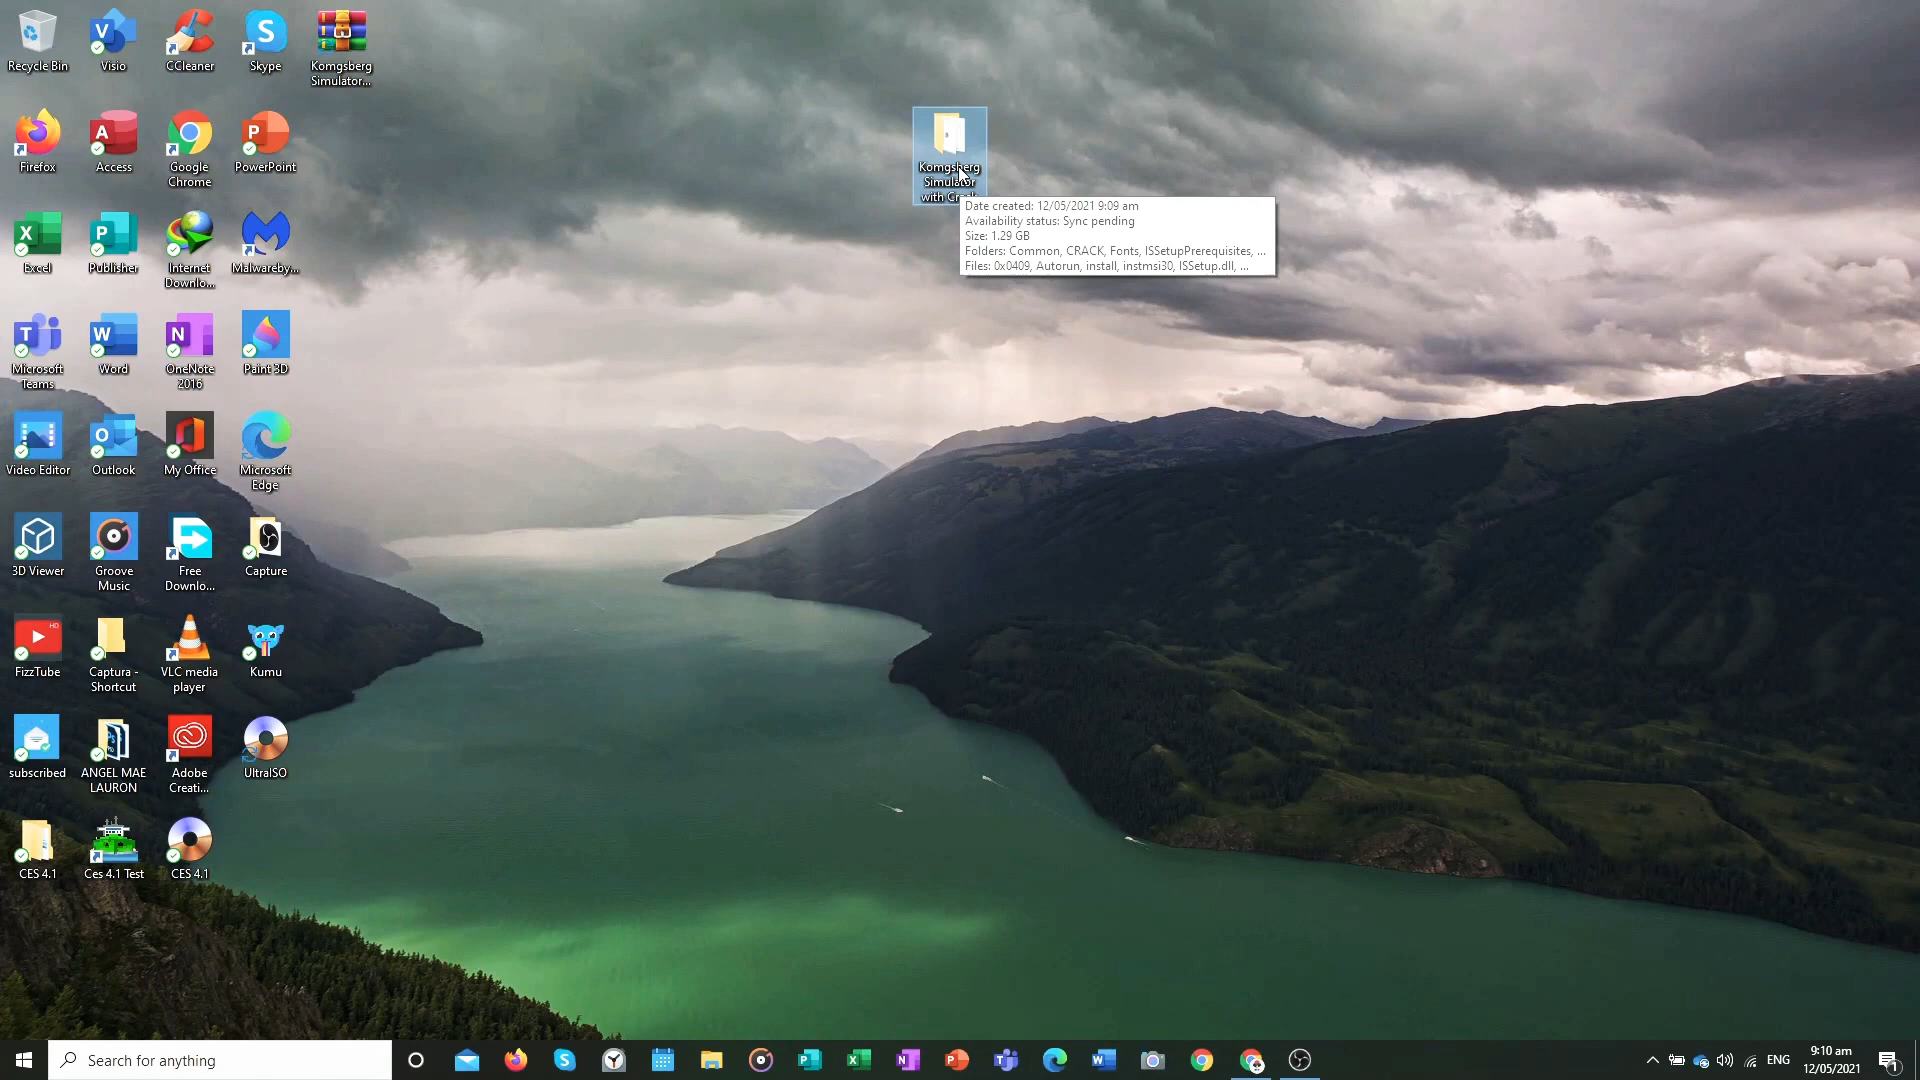 Recycle Bin
Visio
CCleaner
Skype
Komgsberg
Simulator...
Firefox
Access
Google
Chrome
PowerPoint
Komgsberg
Simulator
with Crack
Date created: 12/05/2021 9:09 am
Availability status: Sync pending
Size: 1.29 GB
Folders: Common, CRACK, Fonts, ISSetupPrerequisites, ...
Files: 0x0409, Autorun, install, instmsi30, ISSetup.dll, ...
Excel
Publisher
Internet
Downlo...
Malwareby...
Microsoft
Teams
Word
OneNote
2016
Paint 3D
Video Editor
Outlook
My Office
Microsoft
Edge
3D Viewer
Groove
Music
Free
Downlo...
Capture
HD
FizzTube
Captura -
Shortcut
VLC media
player
Kumu
subscribed
ANGEL MAE
LAURON
Adobe
Creati...
UltraISO
CES 4.1
Ces 4.1 Test
CES 4.1
Search for anything
ENG
9:10 am
12/05/2021
1